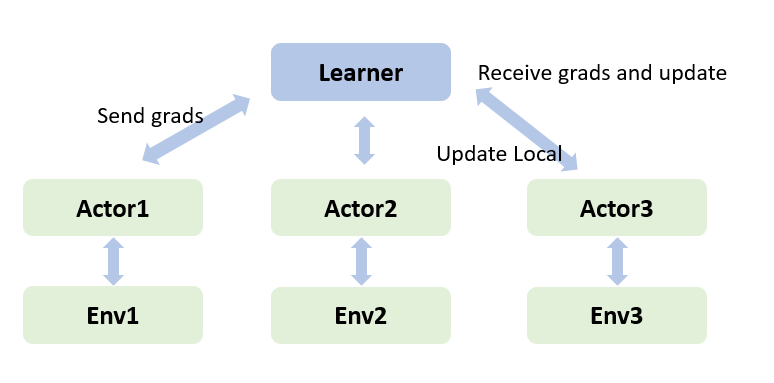 Learner
Receive grads and update
Send grads
Update Local
Actor1
Actor2
Actor3
Env1
Env2
Env3